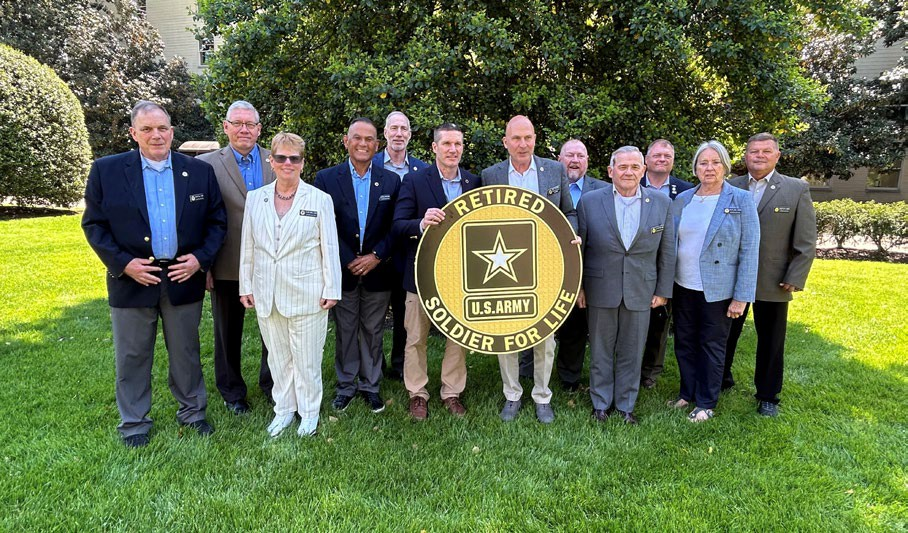 RETIRED
U.S. ARMY
SOLDIER FOR LIFE